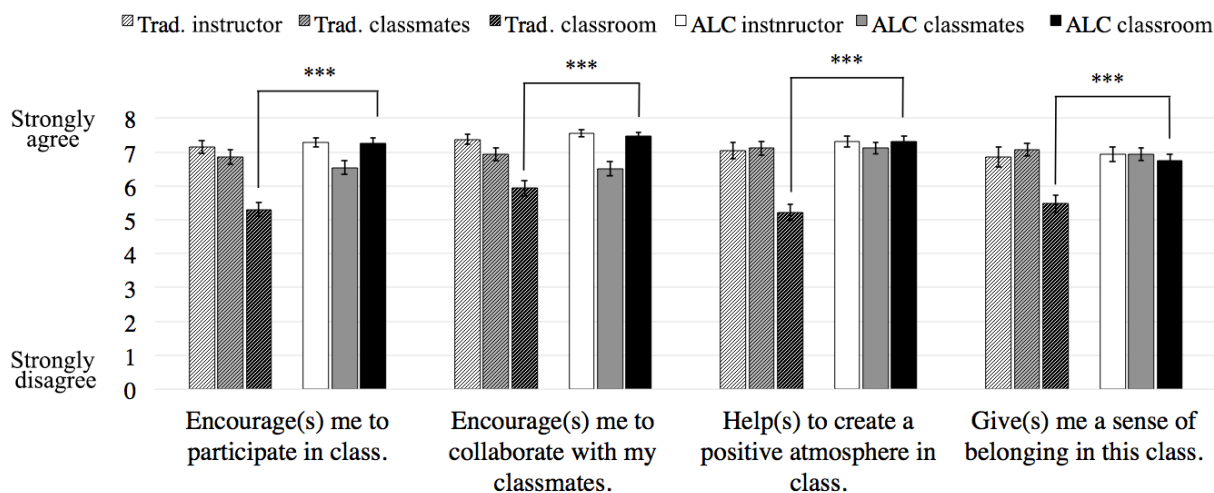 Trad. instructor Trad. classmates Trad. classroom ALC instnructor ALC classmates ALC classroom
*** *** *** ***
Strongly agree
8
7
6
5
4
3
2
1
0
Strongly disagree
Encourage(s) me to
participate in class.
Encourage(s) me to
collaborate with my
classmates.
Help(s) to create a
positive atmosphere in
class.
Give(s) me a sense of
belonging in this class.